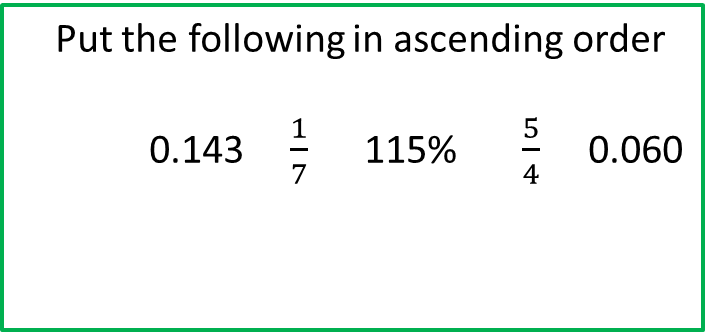 Put the following in ascending order
0.143 1/7 115% 5/4 0.060